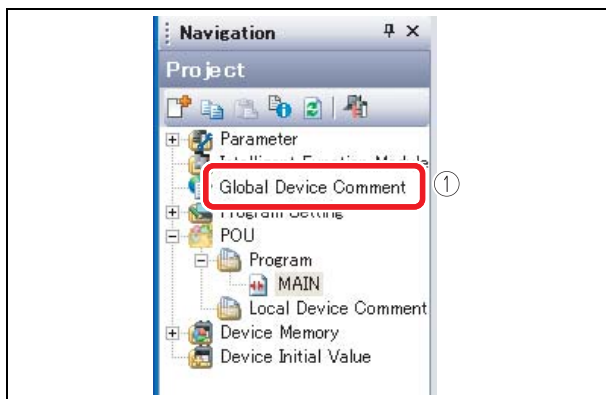 Navigation
Project
Parameter
Global Device Comment
①
POU
Program
MAIN
Local Device Comment
Device Memory
Device Initial Value